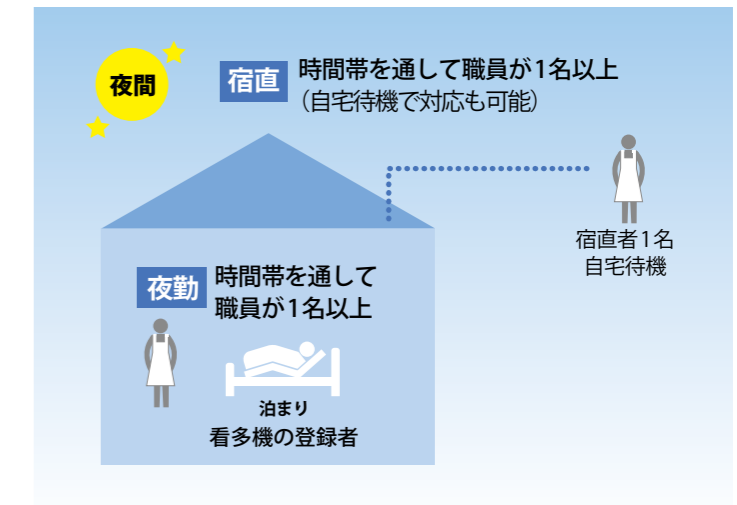 夜間
宿直
時間帯を通して職員が1名以上
（自宅待機で対応も可能）
宿直者1名
自宅待機
夜勤
時間帯を通して
職員が1名以上
泊まり
看多機の登録者